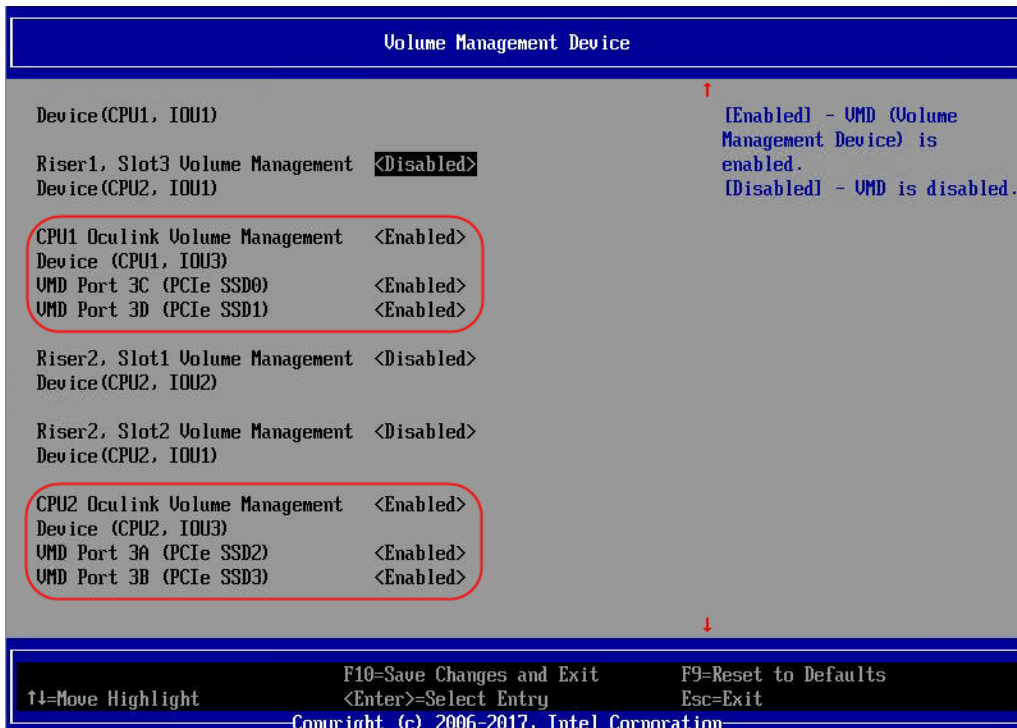 Volume Management Device
Device(CPU1, IOU1)
Riser1, Slot3 Volume Management <Disabled>
Device(CPU2, IOU1)
CPU1 Oculink Volume Management <Enabled>
Device (CPU1, IOU3)
VMD Port 3C (PCIe SSD0) <Enabled>
VMD Port 3D (PCIe SSD1) <Enabled>
Riser2, Slot1 Volume Management <Disabled>
Device(CPU2, IOU2)
Riser2, Slot2 Volume Management <Disabled>
Device(CPU2, IOU1)
CPU2 Oculink Volume Management <Enabled>
Device (CPU2, IOU3)
VMD Port 3A (PCIe SSD2) <Enabled>
VMD Port 3B (PCIe SSD3) <Enabled>
[Enabled] - VMD (Volume
Management Device) is
enabled.
[Disabled] - VMD is disabled.
F10=Save Changes and Exit F9=Reset to Defaults
↑↓=Move Highlight <Enter>=Select Entry Esc=Exit
Copyright (c) 2006-2017, Intel Corporation